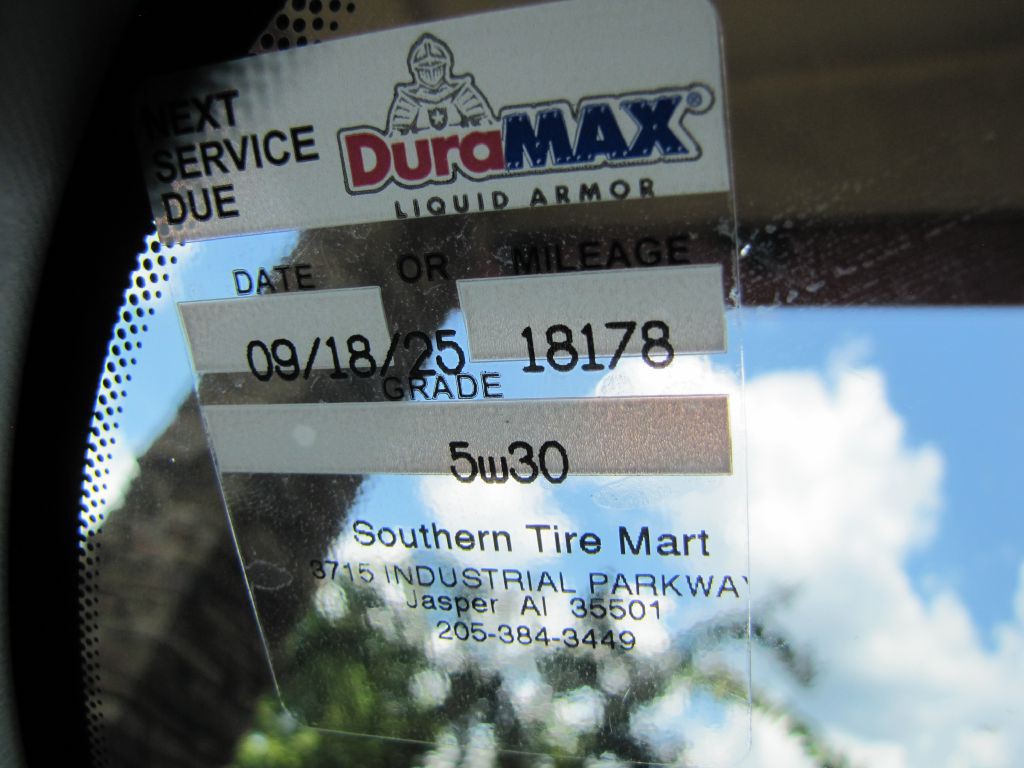 NEXT
SERVICE
DUE
DuraMAX®
LIQUID ARMOR
DATE OR MILEAGE
09/18/25 18178
GRADE
5w30
Southern Tire Mart
3715 INDUSTRIAL PARKWAY
Jasper Al 35501
205-384-3449